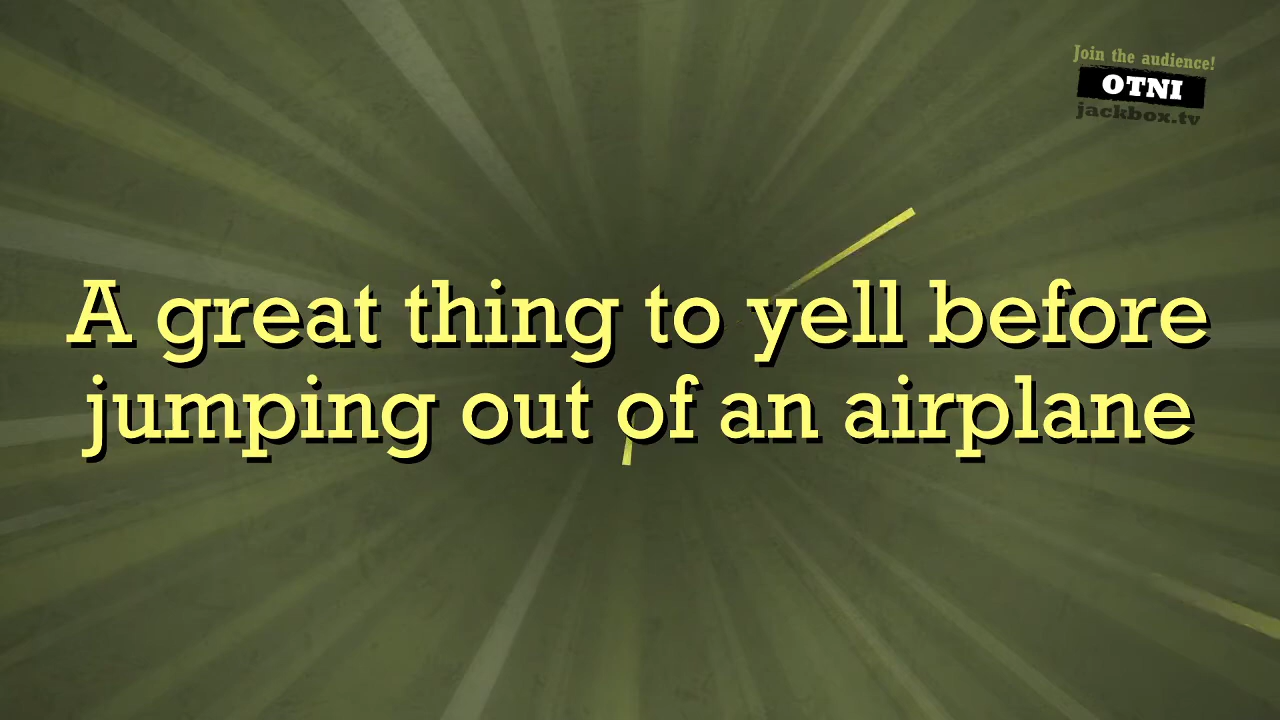 Join the audience!
OTNI
jackbox.tv
A great thing to yell before
jumping out of an airplane